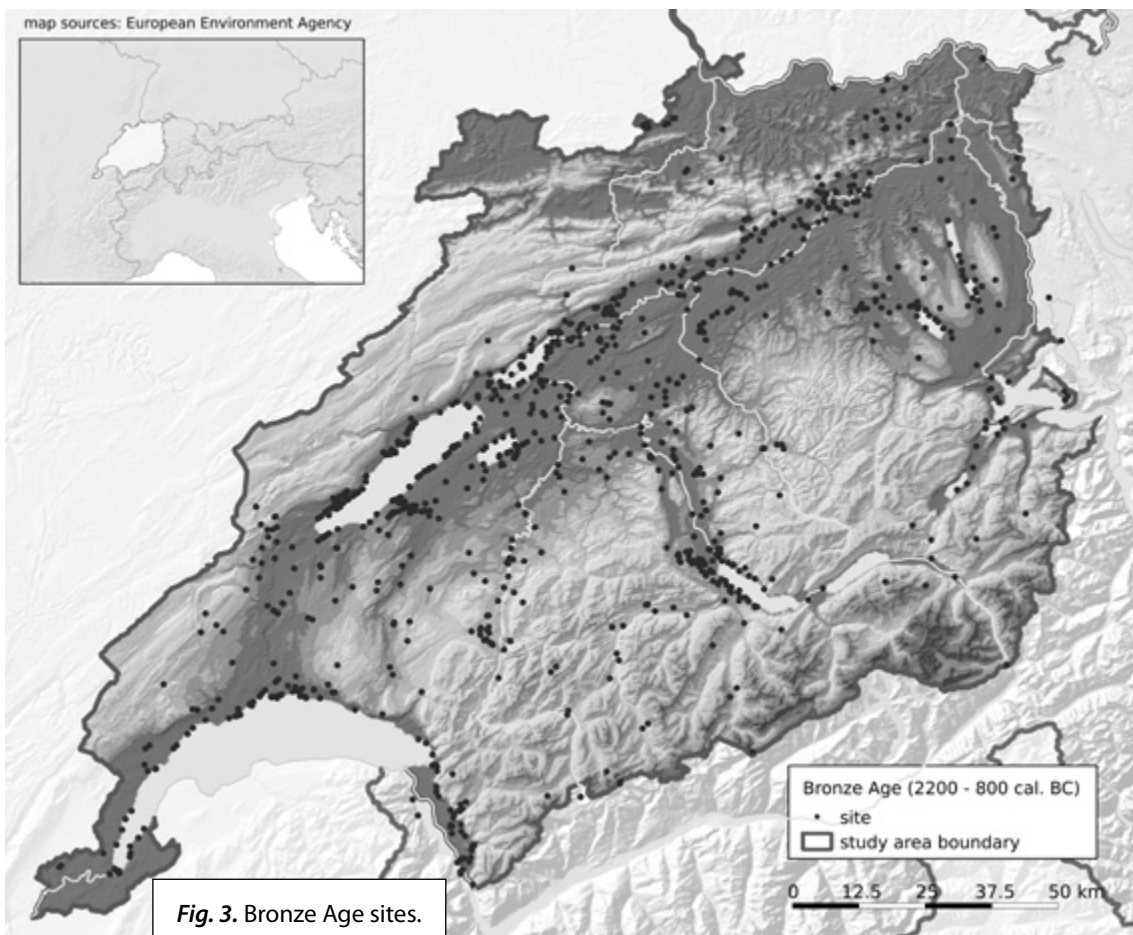 map sources: European Environment Agency
Bronze Age (2200 - 800 cal. BC)
site
study area boundary
0 12.5 25 37.5 50 km
Fig. 3. Bronze Age sites.